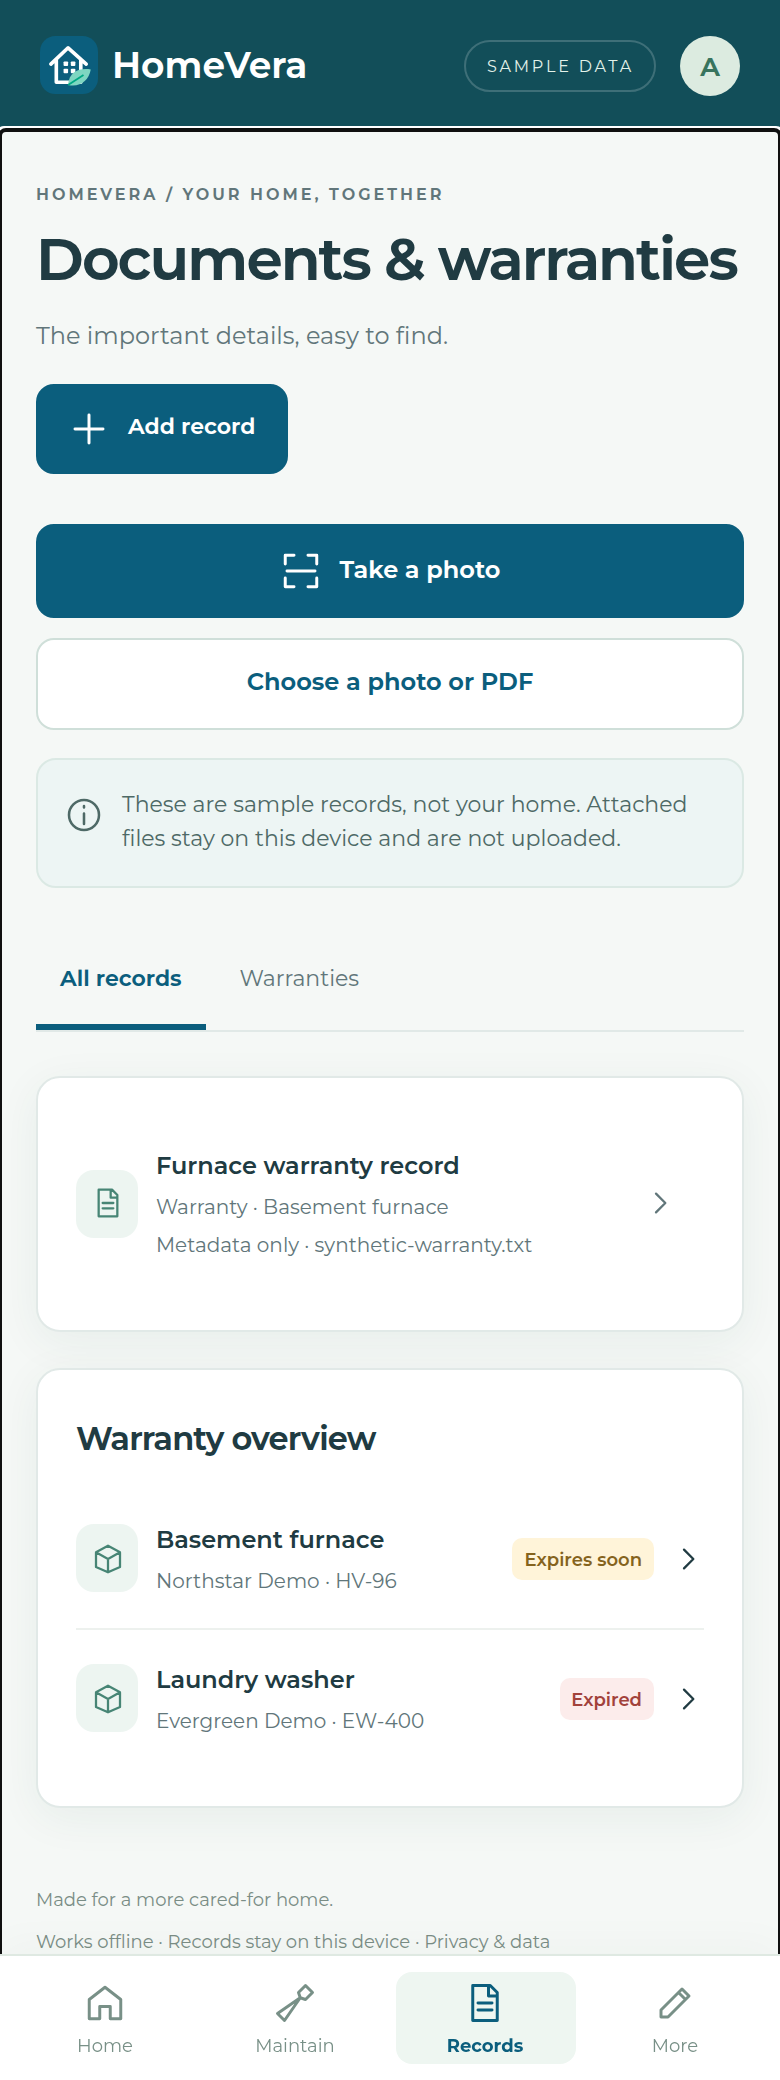 HomeVera
SAMPLE DATA
A
HOMEVERA / YOUR HOME, TOGETHER
Documents & warranties
The important details, easy to find.
Add record
Take a photo
Choose a photo or PDF
These are sample records, not your home. Attached
files stay on this device and are not uploaded.
All records
Warranties
Furnace warranty record
Warranty · Basement furnace
Metadata only · synthetic-warranty.txt
Warranty overview
Basement furnace
Northstar Demo · HV-96
Expires soon
Laundry washer
Evergreen Demo · EW-400
Expired
Made for a more cared-for home.
Works offline · Records stay on this device · Privacy & data
Home
Maintain
Records
More